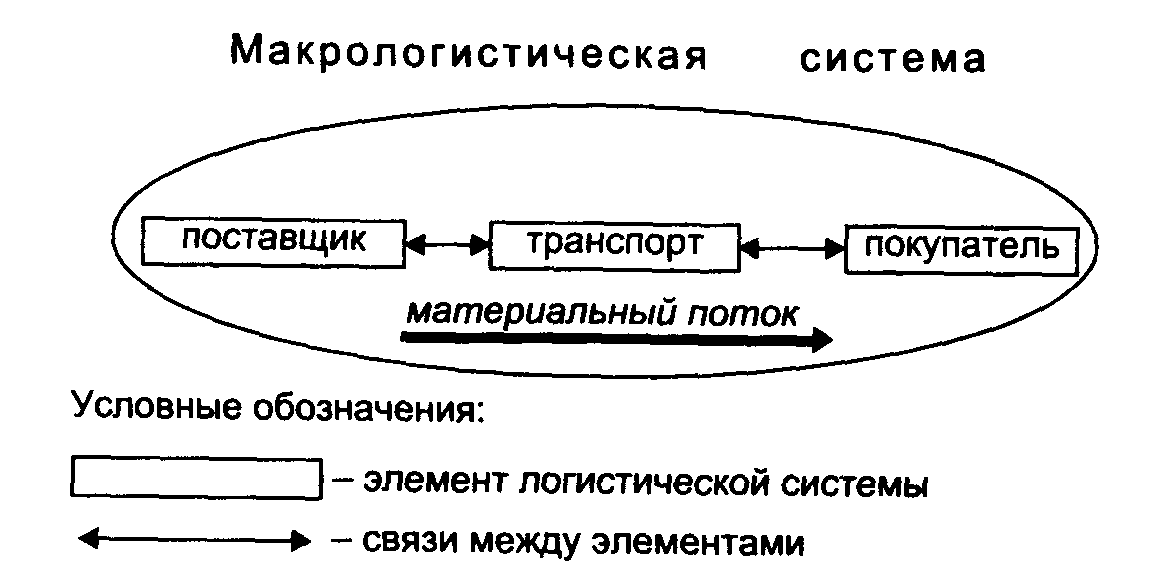 Макрологистическая система
поставщик транспорт покупатель
материальный поток
Условные обозначения:
– элемент логистической системы
– связи между элементами